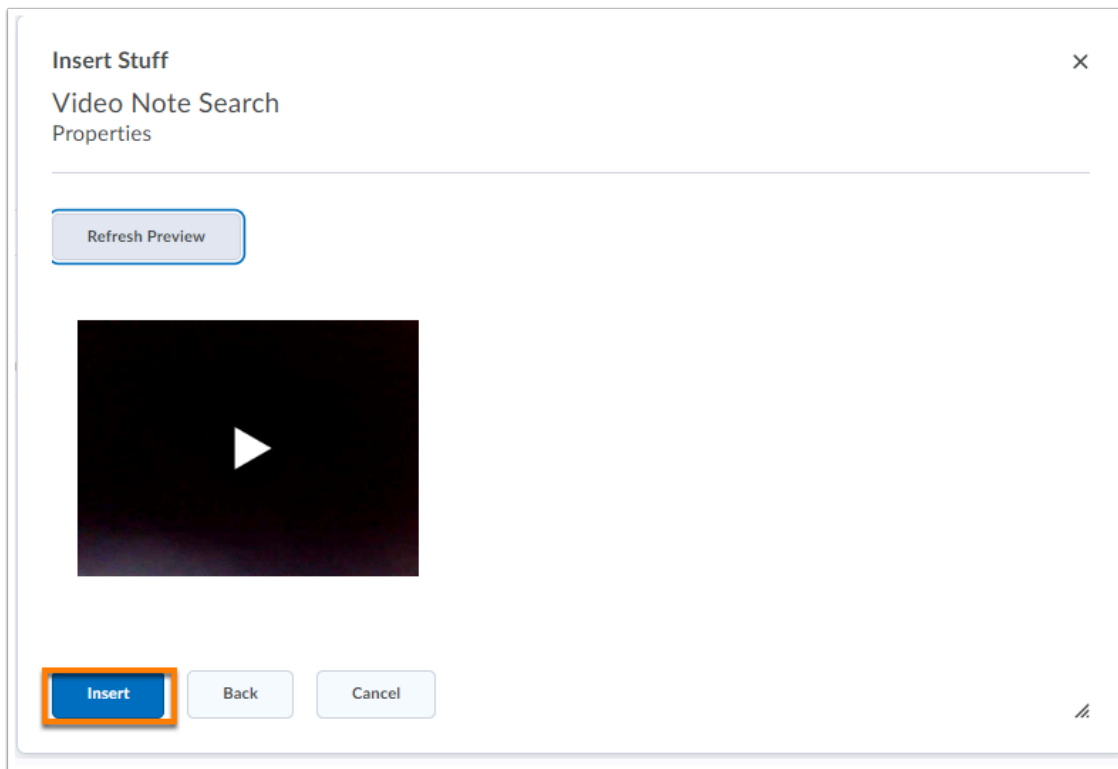 Insert Stuff
Video Note Search
Properties
Refresh Preview
Insert Back Cancel